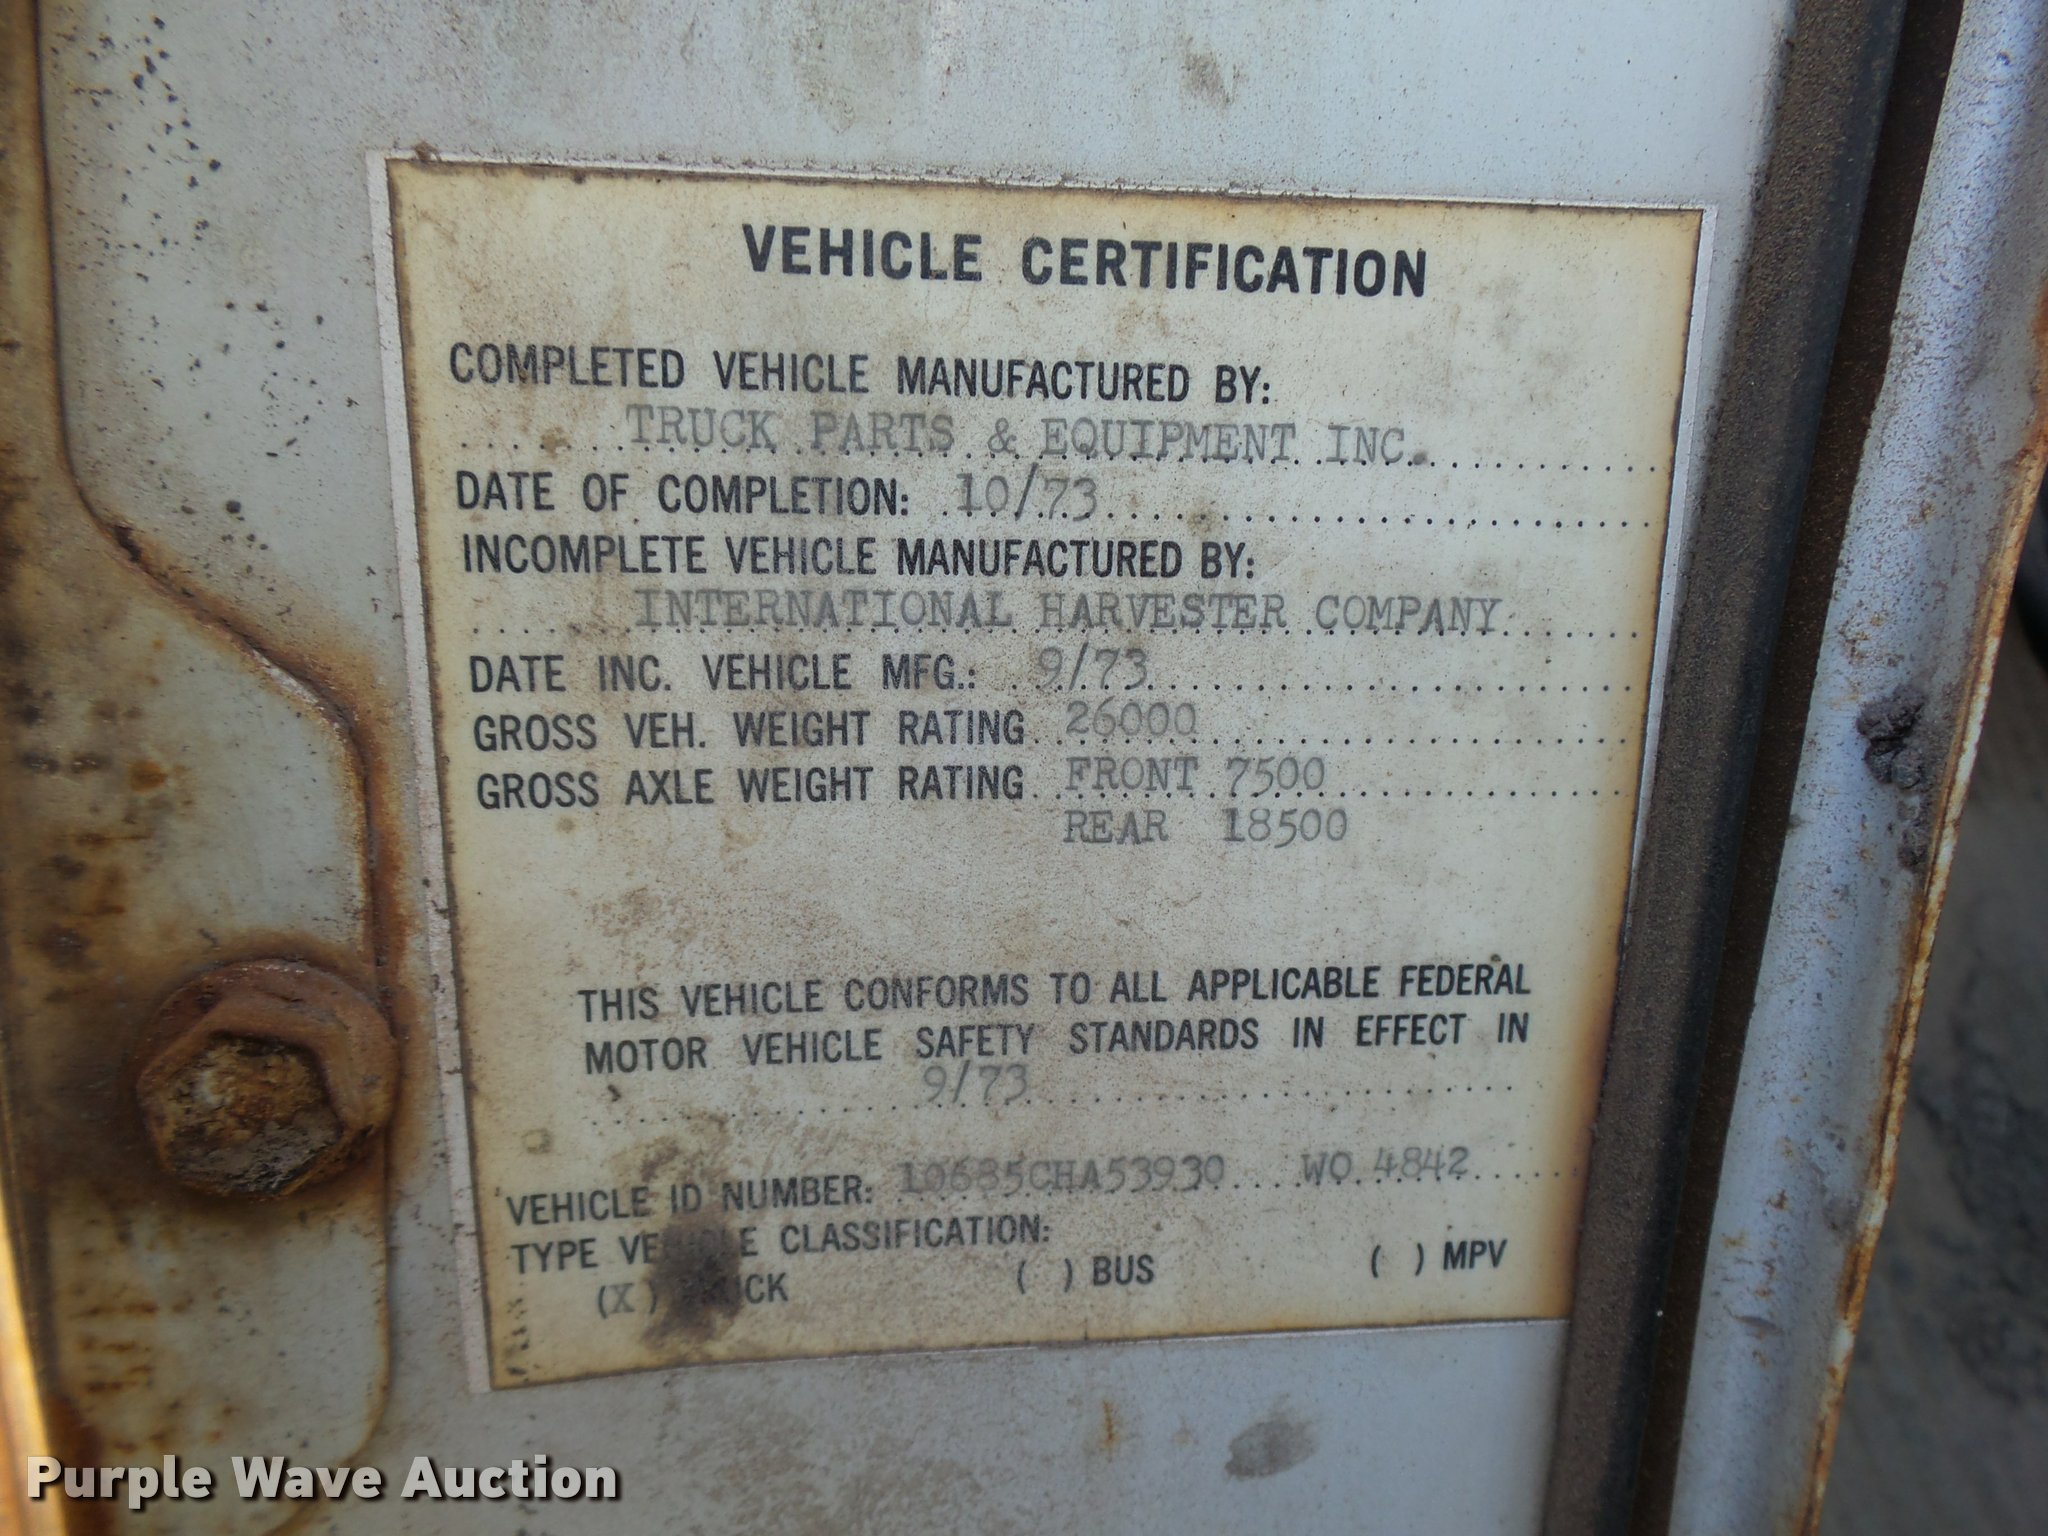 VEHICLE CERTIFICATION
COMPLETED VEHICLE MANUFACTURED BY:
TRUCK PARTS & EQUIPMENT INC.
DATE OF COMPLETION: 10/73
INCOMPLETE VEHICLE MANUFACTURED BY:
INTERNATIONAL HARVESTER COMPANY
DATE INC. VEHICLE MFG.: 9/73
GROSS VEH. WEIGHT RATING 26000
GROSS AXLE WEIGHT RATING FRONT 7500
REAR 18500
THIS VEHICLE CONFORMS TO ALL APPLICABLE FEDERAL
MOTOR VEHICLE SAFETY STANDARDS IN EFFECT IN
9/73
VEHICLE ID NUMBER: 10685CHA53930 WO 4842
TYPE VEHICLE CLASSIFICATION:
(X) TRUCK ( ) BUS ( ) MPV
Purple Wave Auction